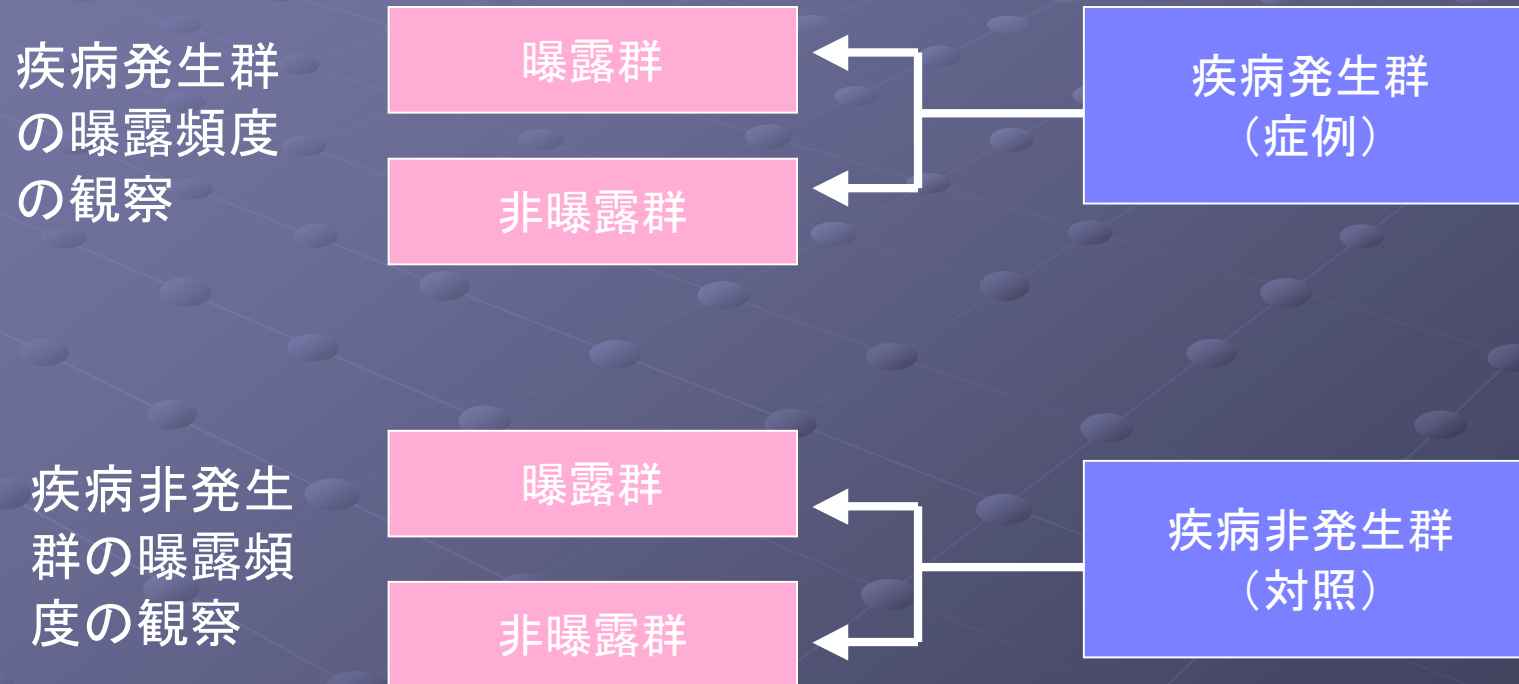 疾病発生群
の曝露頻度
の観察
曝露群
非曝露群
疾病発生群
（症例）
疾病非発生
群の曝露頻
度の観察
曝露群
非曝露群
疾病非発生群
（対照）